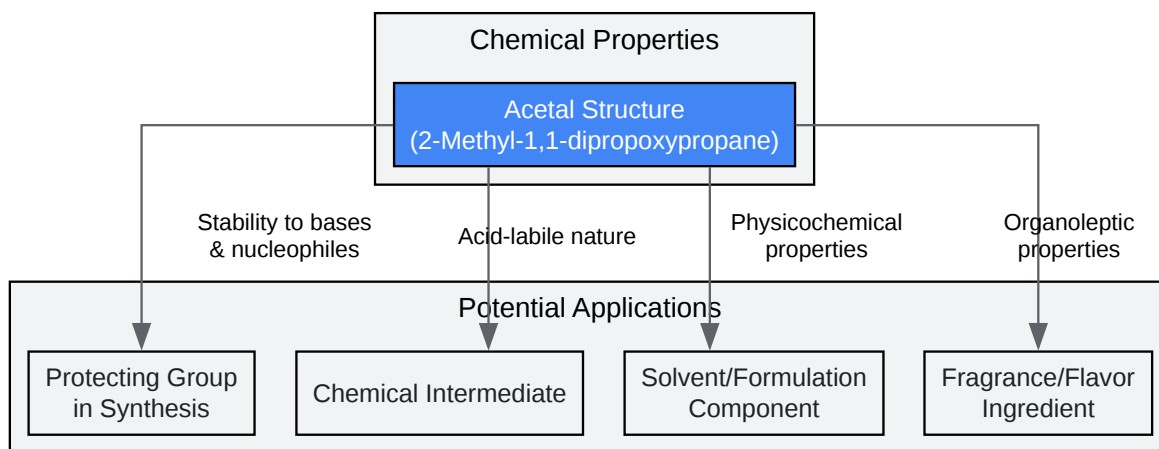 Chemical Properties
Acetal Structure
(2-Methyl-1,1-dipropoxypropane)
Stability to bases
& nucleophiles
Acid-labile nature
Physicochemical
properties
Organoleptic
properties
Potential Applications
Protecting Group
in Synthesis
Chemical Intermediate
Solvent/Formulation
Component
Fragrance/Flavor
Ingredient